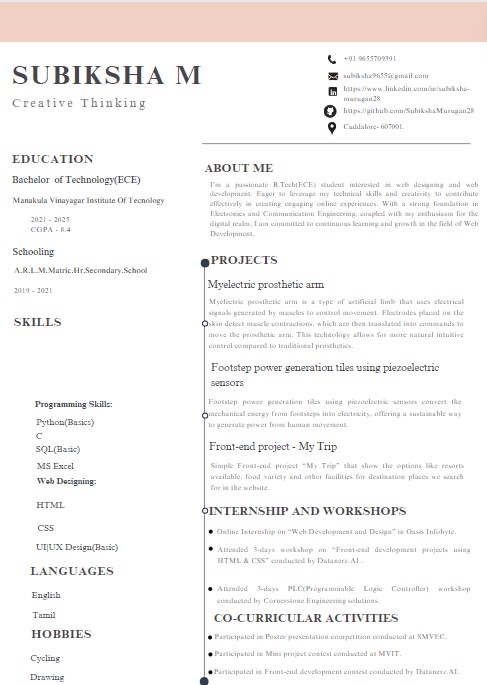 SUBIKSHA M
Creative Thinking
+91 9655709391
subiksha9655@gmail.com
https://www.linkedin.com/in/subiksha-
murugan28
https://github.com/SubikshaMurugan28
Cuddalore- 607001.
EDUCATION
Bachelor of Technology(ECE)
Manakula Vinayagar Institute Of Tecnology
2021 - 2025
CGPA - 8.4
Schooling
A.R.L.M.Matric.Hr.Secondary.School
2019 - 2021
SKILLS
Programming Skills:
Python(Basics)
C
SQL(Basic)
MS Excel
Web Designing:
HTML
CSS
UI|UX Design(Basic)
LANGUAGES
English
Tamil
HOBBIES
Cycling
Drawing
ABOUT ME
I'm a passionate B.Tech(ECE) student interested in web designing and web
development. Eager to leverage my technical skills and creativity to contribute
effectively in creating engaging online experiences. With a strong foundation in
Electronics and Communication Engineering, coupled with my enthusiasm for the
digital realm, I am committed to continuous learning and growth in the field of Web
Development.
PROJECTS
Myelectric prosthetic arm
Myelectric prosthetic arm is a type of artificial limb that uses electrical
signals generated by muscles to control movement. Electrodes placed on the
skin detect muscle contractions, which are then translated into commands to
move the prosthetic arm. This technology allows for more natural intuitive
control compared to traditional prosthetics.
Footstep power generation tiles using piezoelectric
sensors
Footstep power generation tiles using piezoelectric sensors convert the
mechanical energy from footsteps into electricity, offering a sustainable way
to generate power from human movement.
Front-end project - My Trip
Simple Front-end project “My Trip” that show the options like resorts
available, food variety and other facilities for destination places we search
for in the website.
INTERNSHIP AND WORKSHOPS
Online Internship on “Web Development and Design” in Oasis Infobyte.
Attended 3-days workshop on “Front-end development projects using
HTML & CSS” conducted by Datanerz.AI .
Attended 3-days PLC(Programmable Logic Controller) workshop
conducted by Cornerstone Engineering solutions.
CO-CURRICULAR ACTIVITIES
Participated in Poster presentation competition conducted at SMVEC.
Participated in Mini project contest conducted at MVIT.
Participated in Front-end development contest conducted by Datanerz.AI.